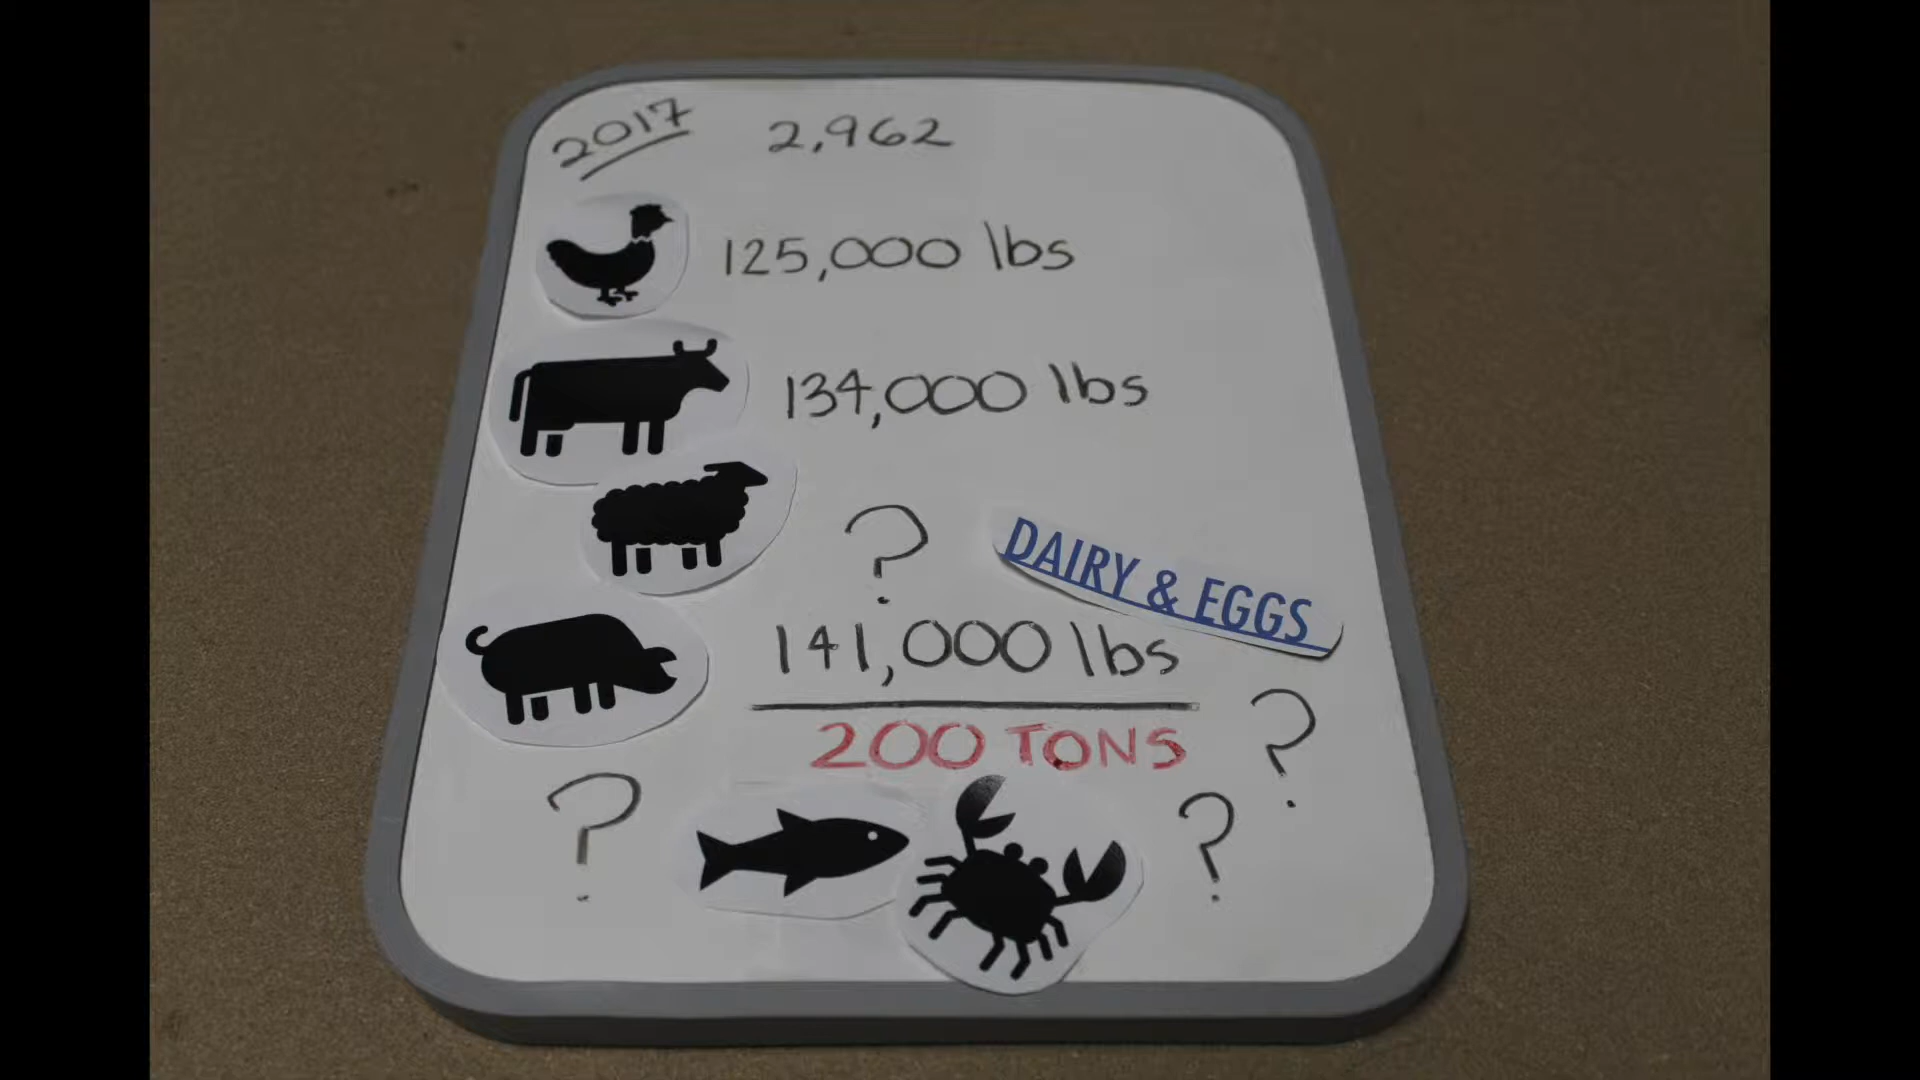 2017 2,962
125,000 lbs
134,000 lbs
?
DAIRY & EGGS
141,000 lbs
200 TONS
?
?
?